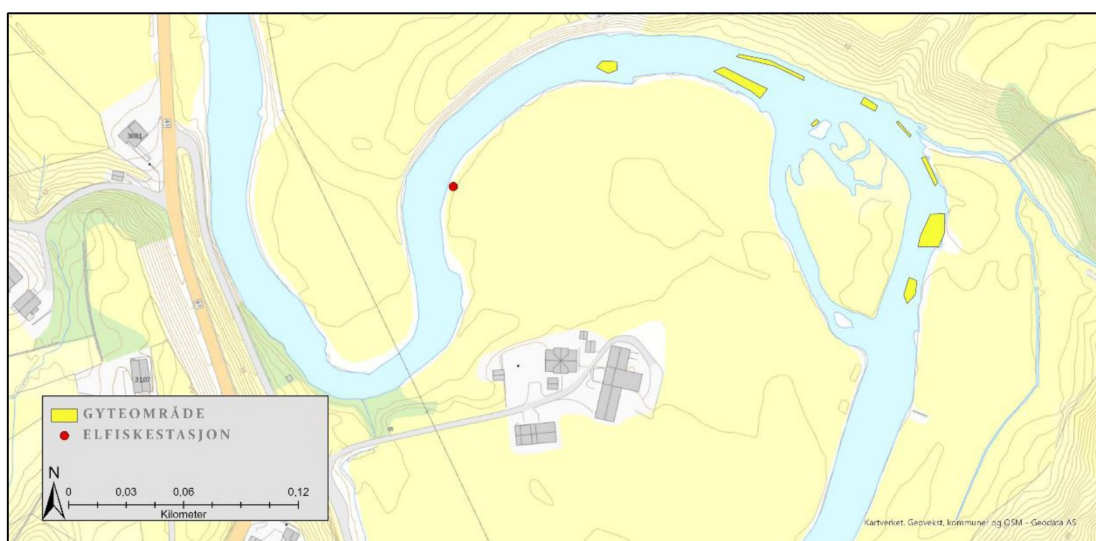 3081
3107
GYTEOMRÅDE
ELFISKESTASJON
N
0 0,03 0,06 0,12
Kilometer
Kartverket, Geovekst, kommuner og OSM - Geodata AS